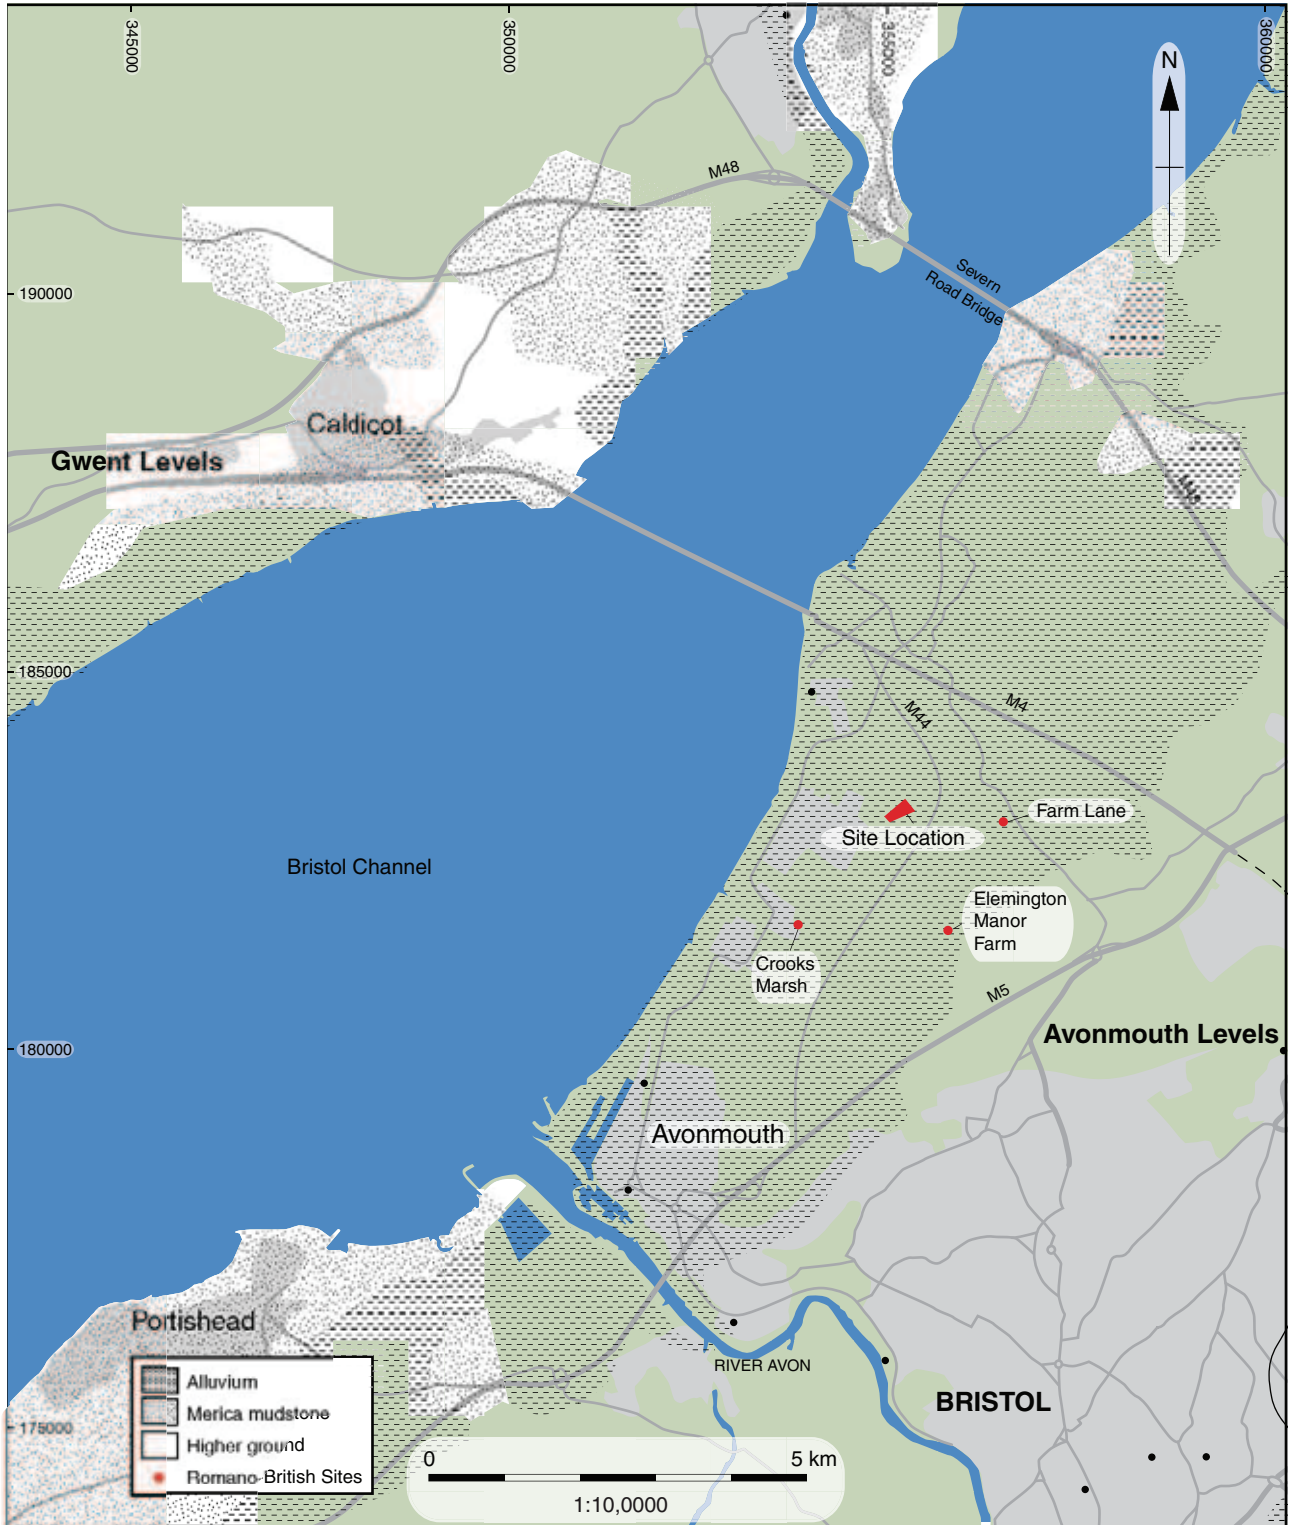 345000
350000
355000
360000
N
M48
Severn
Road Bridge
190000
Caldicot
Gwent Levels
185000
M4
M44
Farm Lane
Site Location
Bristol Channel
Elemington
Manor
Farm
Crooks
Marsh
M5
Avonmouth Levels
180000
Avonmouth
Portishead
RIVER AVON
BRISTOL
175000
Alluvium
Merica mudstone
Higher ground
Romano-British Sites
0
5 km
1:10,0000